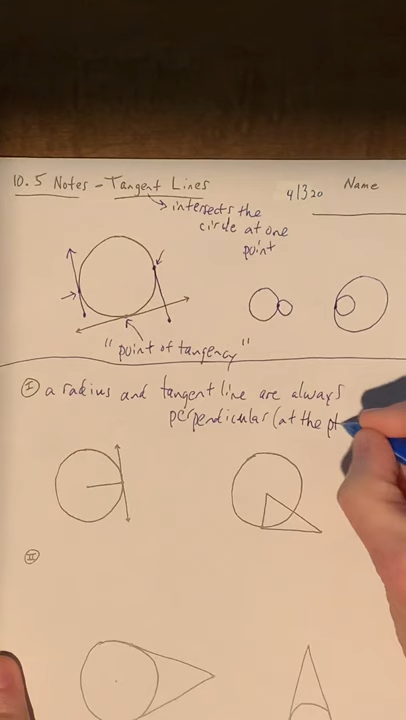 10.5 Notes - Tangent Lines
4/3/20
Name
intersects the
circle at one
point
"point of tangency"
I a radius and tangent line are always
perpendicular (at the pt
II